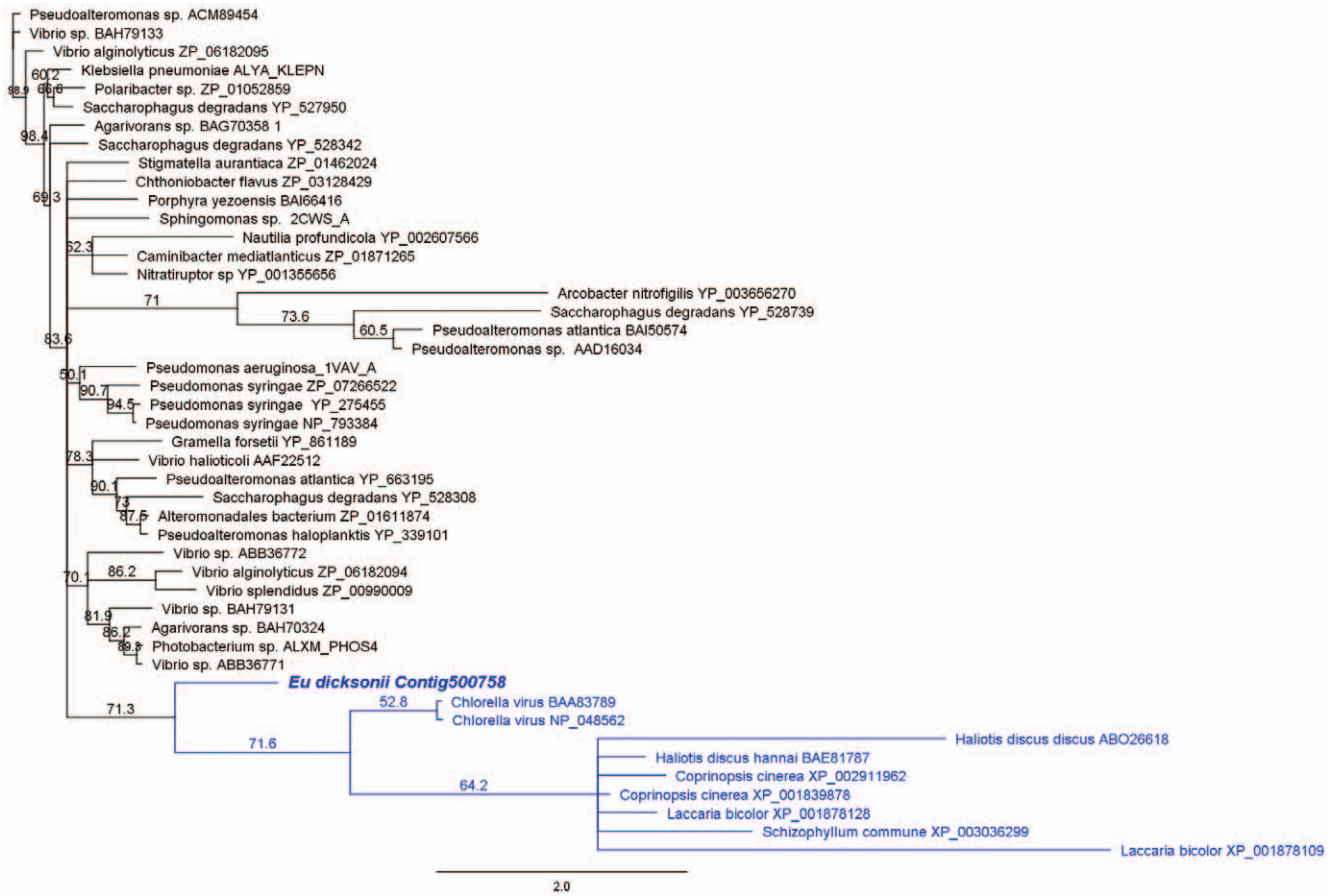 Pseudoalteromonas sp. ACM89454
Vibrio sp. BAH79133
Vibrio alginolyticus ZP_06182095
60.2 Klebsiella pneumoniae ALYA_KLEPN
98.9 66.6 Polaribacter sp. ZP_01052859
Saccharophagus degradans YP_527950
Agarivorans sp. BAG70358 1
98.4 Saccharophagus degradans YP_528342
Stigmatella aurantiaca ZP_01462024
Chthoniobacter flavus ZP_03128429
69.3 Porphyra yezoensis BAI66416
Sphingomonas sp. 2CWS_A
Nautilia profundicola YP_002607566
62.3 Caminibacter mediatlanticus ZP_01871265
Nitratiruptor sp YP_001355656
Arcobacter nitrofigilis YP_003656270
71
Saccharophagus degradans YP_528739
73.6
60.5 Pseudoalteromonas atlantica BAI50574
83.6 Pseudoalteromonas sp. AAD16034
Pseudomonas aeruginosa_1VAV_A
50.1 Pseudomonas syringae ZP_07266522
90.7
94.5 Pseudomonas syringae YP_275455
Pseudomonas syringae NP_793384
Gramella forsetii YP_861189
78.3 Vibrio halioticoli AAF22512
Pseudoalteromonas atlantica YP_663195
90.1
73 Saccharophagus degradans YP_528308
87.5 Alteromonadales bacterium ZP_01611874
Pseudoalteromonas haloplanktis YP_339101
Vibrio sp. ABB36772
70.1 86.2 Vibrio alginolyticus ZP_06182094
Vibrio splendidus ZP_00990009
81.9 Vibrio sp. BAH79131
86.2 Agarivorans sp. BAH70324
89.3 Photobacterium sp. ALXM_PHOS4
Vibrio sp. ABB36771
Eu dicksonii Contig500758
52.8 Chlorella virus BAA83789
71.3 Chlorella virus NP_048562
71.6 Haliotis discus discus ABO26618
Haliotis discus hannai BAE81787
Coprinopsis cinerea XP_002911962
64.2 Coprinopsis cinerea XP_001839878
Laccaria bicolor XP_001878128
Schizophyllum commune XP_003036299
Laccaria bicolor XP_001878109
2.0